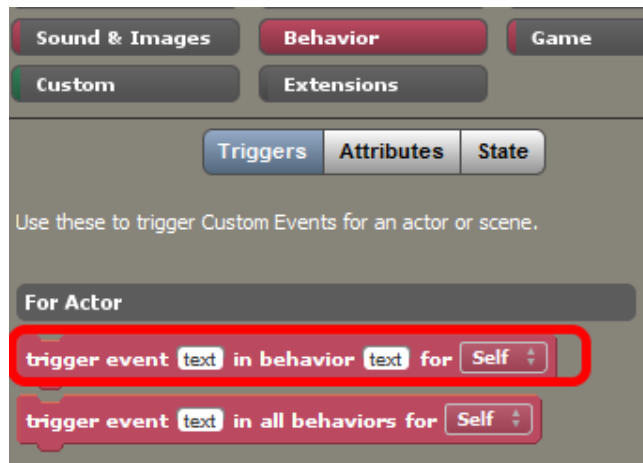 Sound & Images Behavior Game
Custom Extensions
Triggers Attributes State
Use these to trigger Custom Events for an actor or scene.
For Actor
trigger event text in behavior text for Self
trigger event text in all behaviors for Self